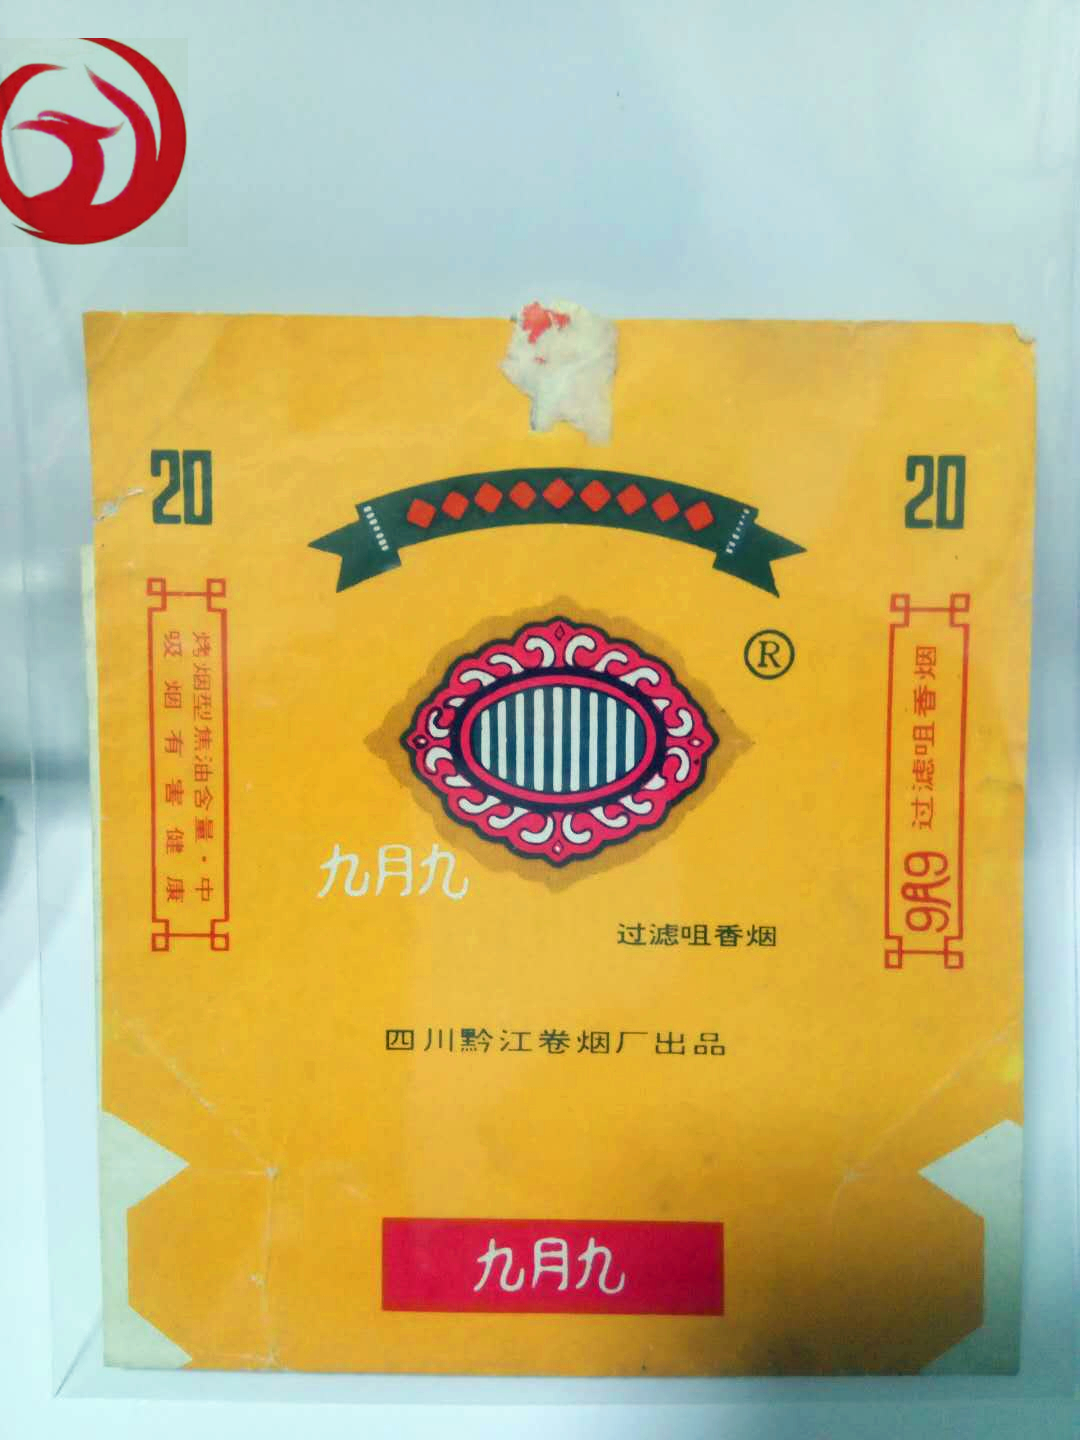 20
20
®
烤烟型焦油含量·中
吸烟有害健康
九月九
过滤咀香烟
四川黔江卷烟厂出品
九月九
9月9 过滤咀香烟